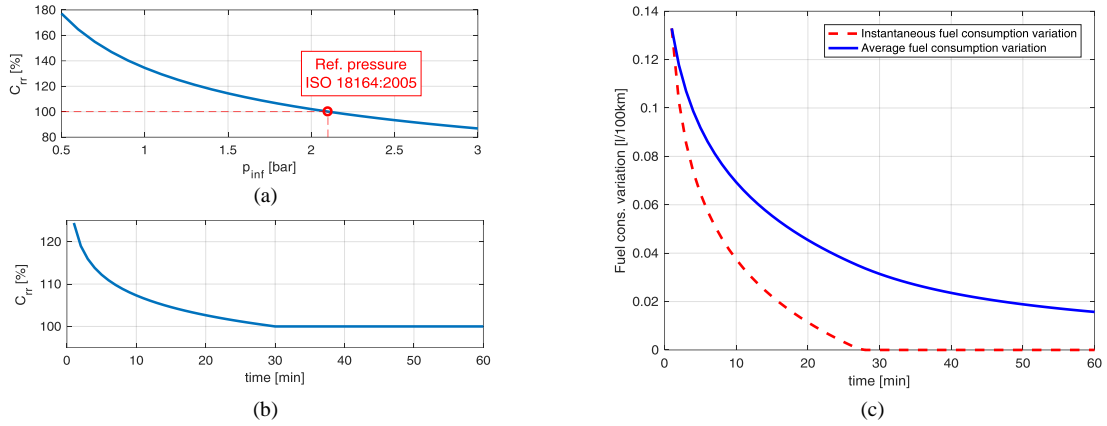 180
160
140
120
100
80
C_rr [%]
Ref. pressure
ISO 18164:2005
0.5 1 1.5 2 2.5 3
p_inf [bar]
(a)
120
110
100
C_rr [%]
0 10 20 30 40 50 60
time [min]
(b)
0.14
0.12
0.1
0.08
0.06
0.04
0.02
0
Fuel cons. variation [l/100km]
Instantaneous fuel consumption variation
Average fuel consumption variation
0 10 20 30 40 50 60
time [min]
(c)